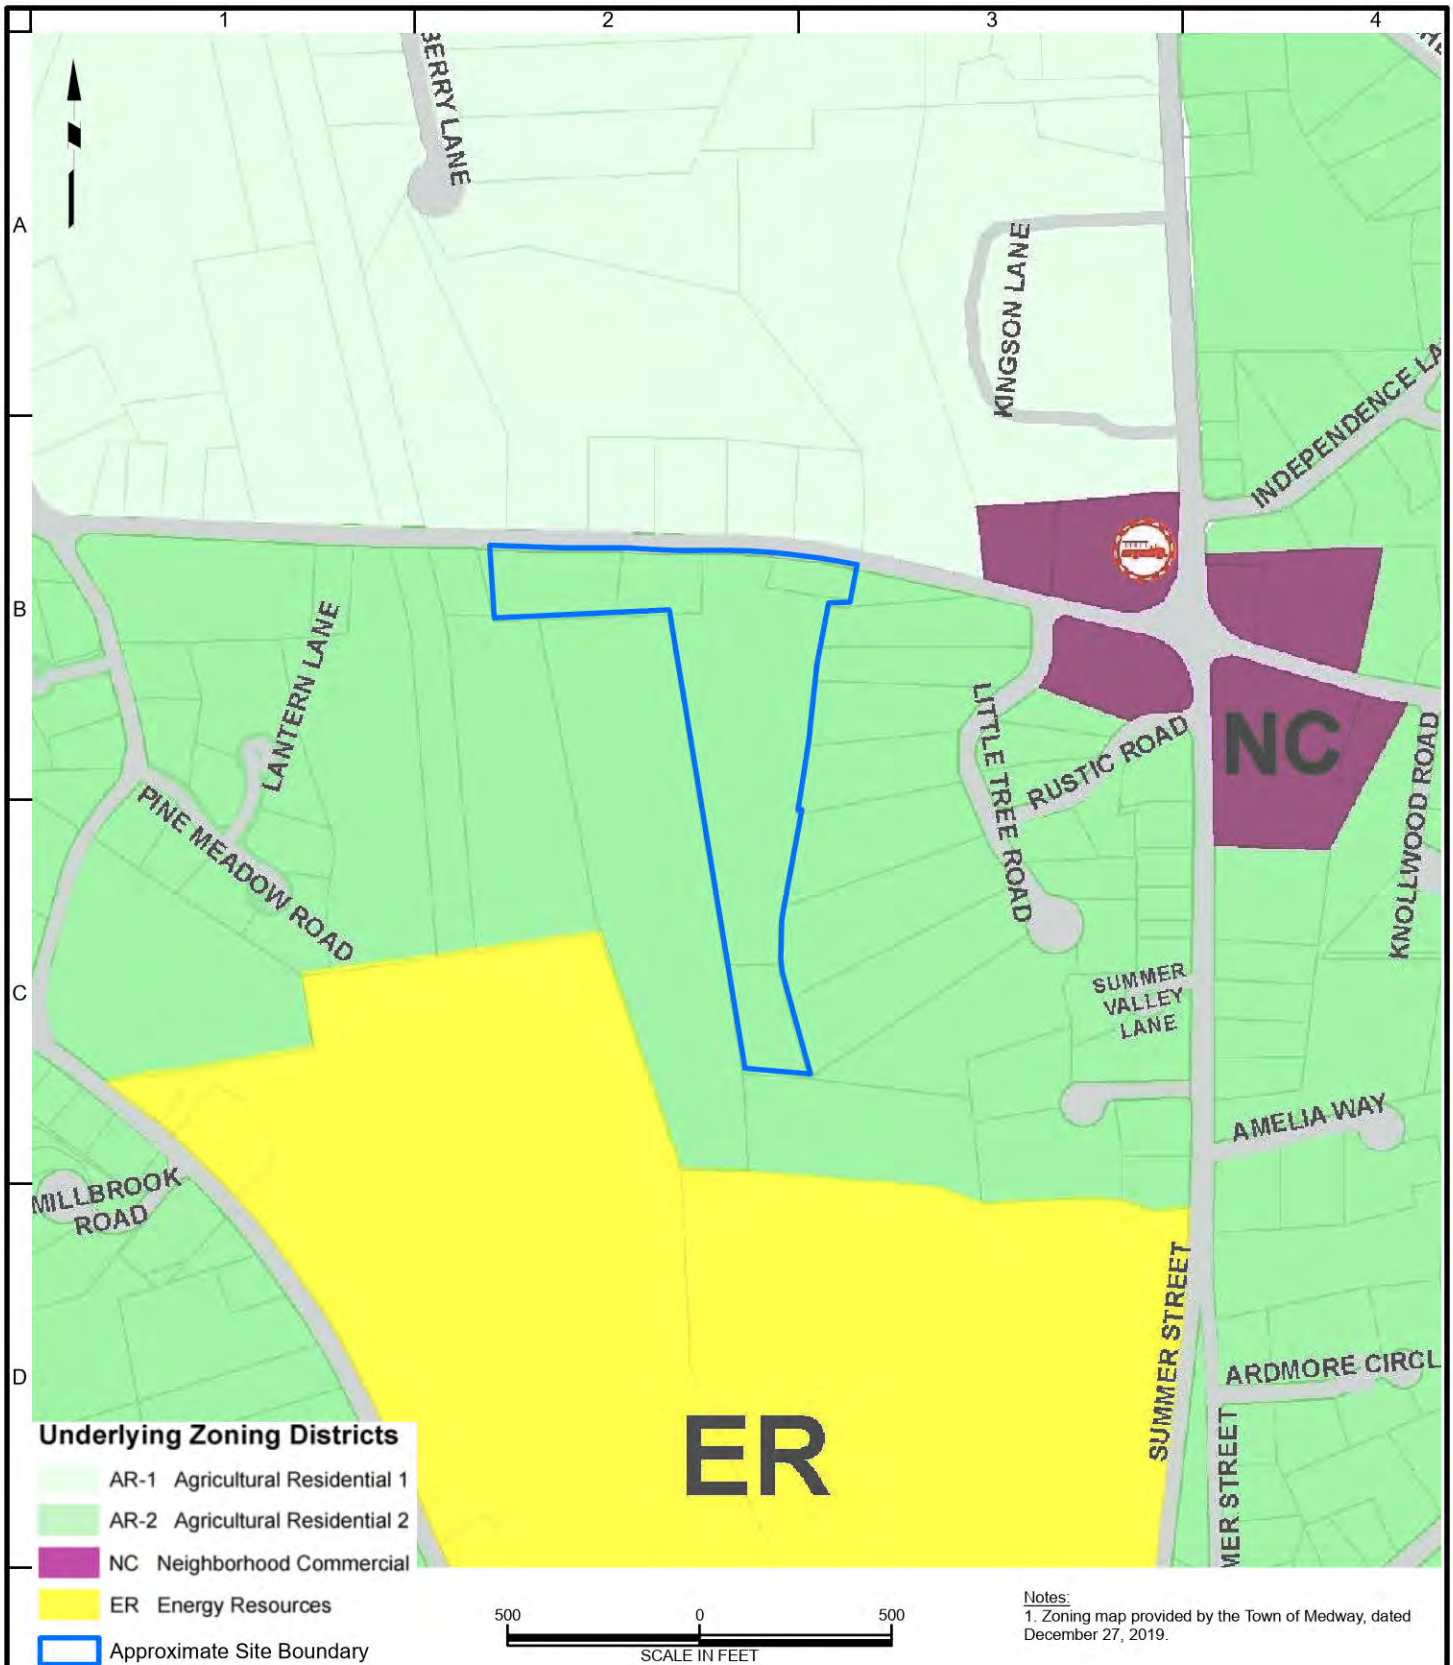 1 2 3 4
A
B
C
D
BERRY LANE
KINGSON LANE
INDEPENDENCE LA
LANTERN LANE
PINE MEADOW ROAD
LITTLE TREE ROAD
RUSTIC ROAD
NC
KNOLLWOOD ROAD
SUMMER
VALLEY
LANE
AMELIA WAY
MILLBROOK
ROAD
SUMMER STREET
ARDMORE CIRCL
MER STREET
ER
Underlying Zoning Districts
AR-1 Agricultural Residential 1
AR-2 Agricultural Residential 2
NC Neighborhood Commercial
ER Energy Resources
Approximate Site Boundary
500 0 500
SCALE IN FEET
Notes:
1. Zoning map provided by the Town of Medway, dated
December 27, 2019.